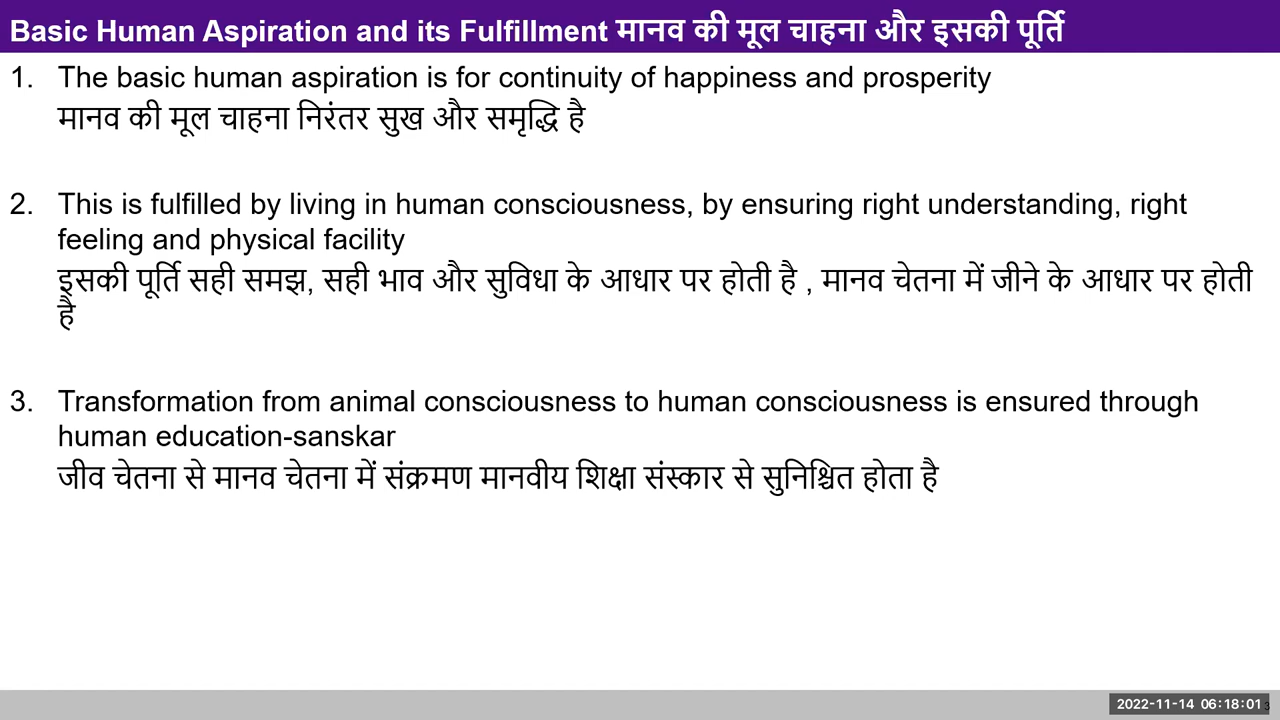 Basic Human Aspiration and its Fulfillment मानव की मूल चाहना और इसकी पूर्ति
1. The basic human aspiration is for continuity of happiness and prosperity
मानव की मूल चाहना निरंतर सुख और समृद्धि है
2. This is fulfilled by living in human consciousness, by ensuring right understanding, right
feeling and physical facility
इसकी पूर्ति सही समझ, सही भाव और सुविधा के आधार पर होती है , मानव चेतना में जीने के आधार पर होती
है
3. Transformation from animal consciousness to human consciousness is ensured through
human education-sanskar
जीव चेतना से मानव चेतना में संक्रमण मानवीय शिक्षा संस्कार से सुनिश्चित होता है
2022-11-14 06:18:01 3